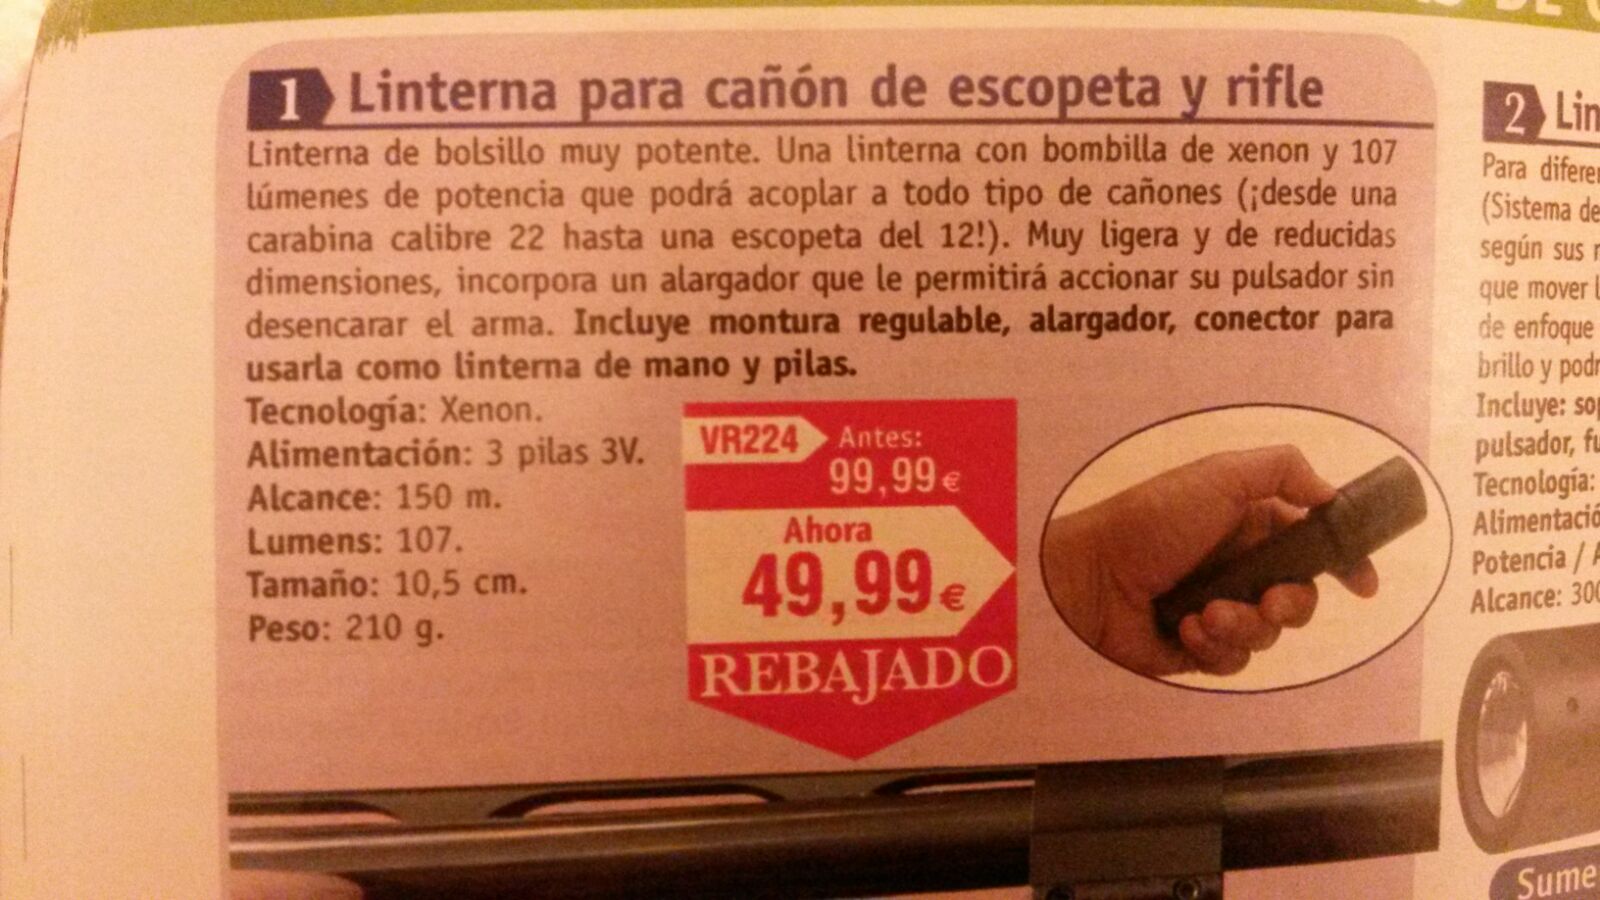 1 Linterna para cañón de escopeta y rifle
Linterna de bolsillo muy potente. Una linterna con bombilla de xenon y 107
lúmenes de potencia que podrá acoplar a todo tipo de cañones (¡desde una
carabina calibre 22 hasta una escopeta del 12!). Muy ligera y de reducidas
dimensiones, incorpora un alargador que le permitirá accionar su pulsador sin
desencarar el arma. Incluye montura regulable, alargador, conector para
usarla como linterna de mano y pilas.
Tecnología: Xenon.
Alimentación: 3 pilas 3V.
Alcance: 150 m.
Lumens: 107.
Tamaño: 10,5 cm.
Peso: 210 g.
VR224 Antes:
99,99€
Ahora
49,99€
REBAJADO
2 Lin
Para difere
(Sistema de
según sus
que mover
de enfoque
brillo y pod
Incluye: so
pulsador, fu
Tecnología:
Alimentació
Potencia /
Alcance: 300
Sume